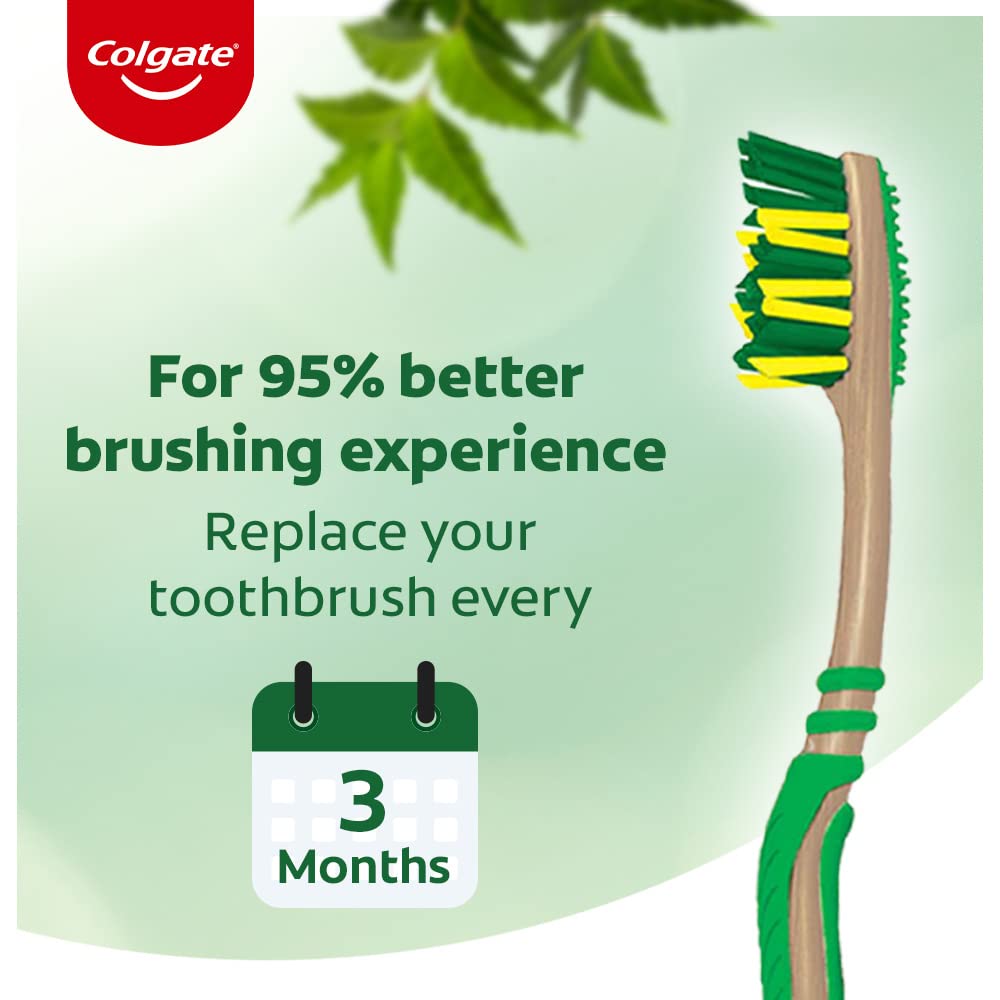 Colgate®
For 95% better
brushing experience
Replace your
toothbrush every
3
Months